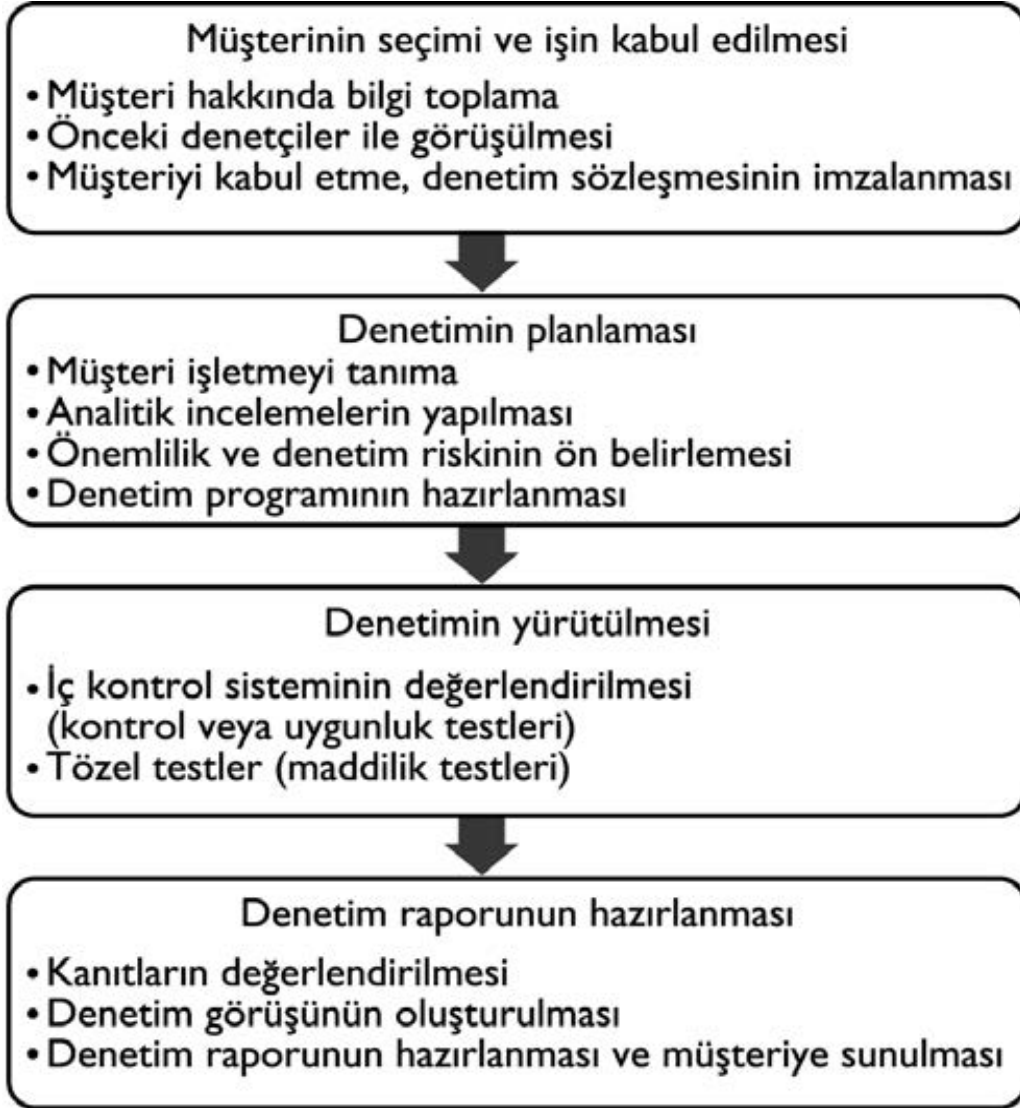 Müşterinin seçimi ve işin kabul edilmesi
• Müşteri hakkında bilgi toplama
• Önceki denetçiler ile görüşülmesi
• Müşteriyi kabul etme, denetim sözleşmesinin imzalanması
Denetimin planlaması
• Müşteri işletmeyi tanıma
• Analitik incelemelerin yapılması
• Önemlilik ve denetim riskinin ön belirlemesi
• Denetim programının hazırlanması
Denetimin yürütülmesi
• İç kontrol sisteminin değerlendirilmesi
(kontrol veya uygunluk testleri)
• Tözel testler (maddilik testleri)
Denetim raporunun hazırlanması
• Kanıtların değerlendirilmesi
• Denetim görüşünün oluşturulması
• Denetim raporunun hazırlanması ve müşteriye sunulması